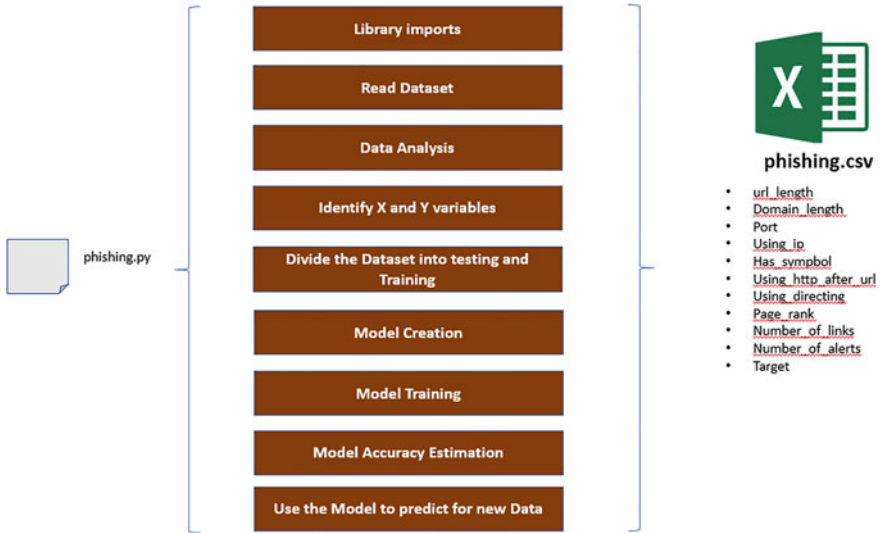 phishing.py
Library imports
Read Dataset
Data Analysis
Identify X and Y variables
Divide the Dataset into testing and
Training
Model Creation
Model Training
Model Accuracy Estimation
Use the Model to predict for new Data
X
phishing.csv
• url_length
• Domain_length
• Port
• Using_ip
• Has_sympbol
• Using_http_after_url
• Using_directing
• Page_rank
• Number_of_links
• Number_of_alerts
• Target